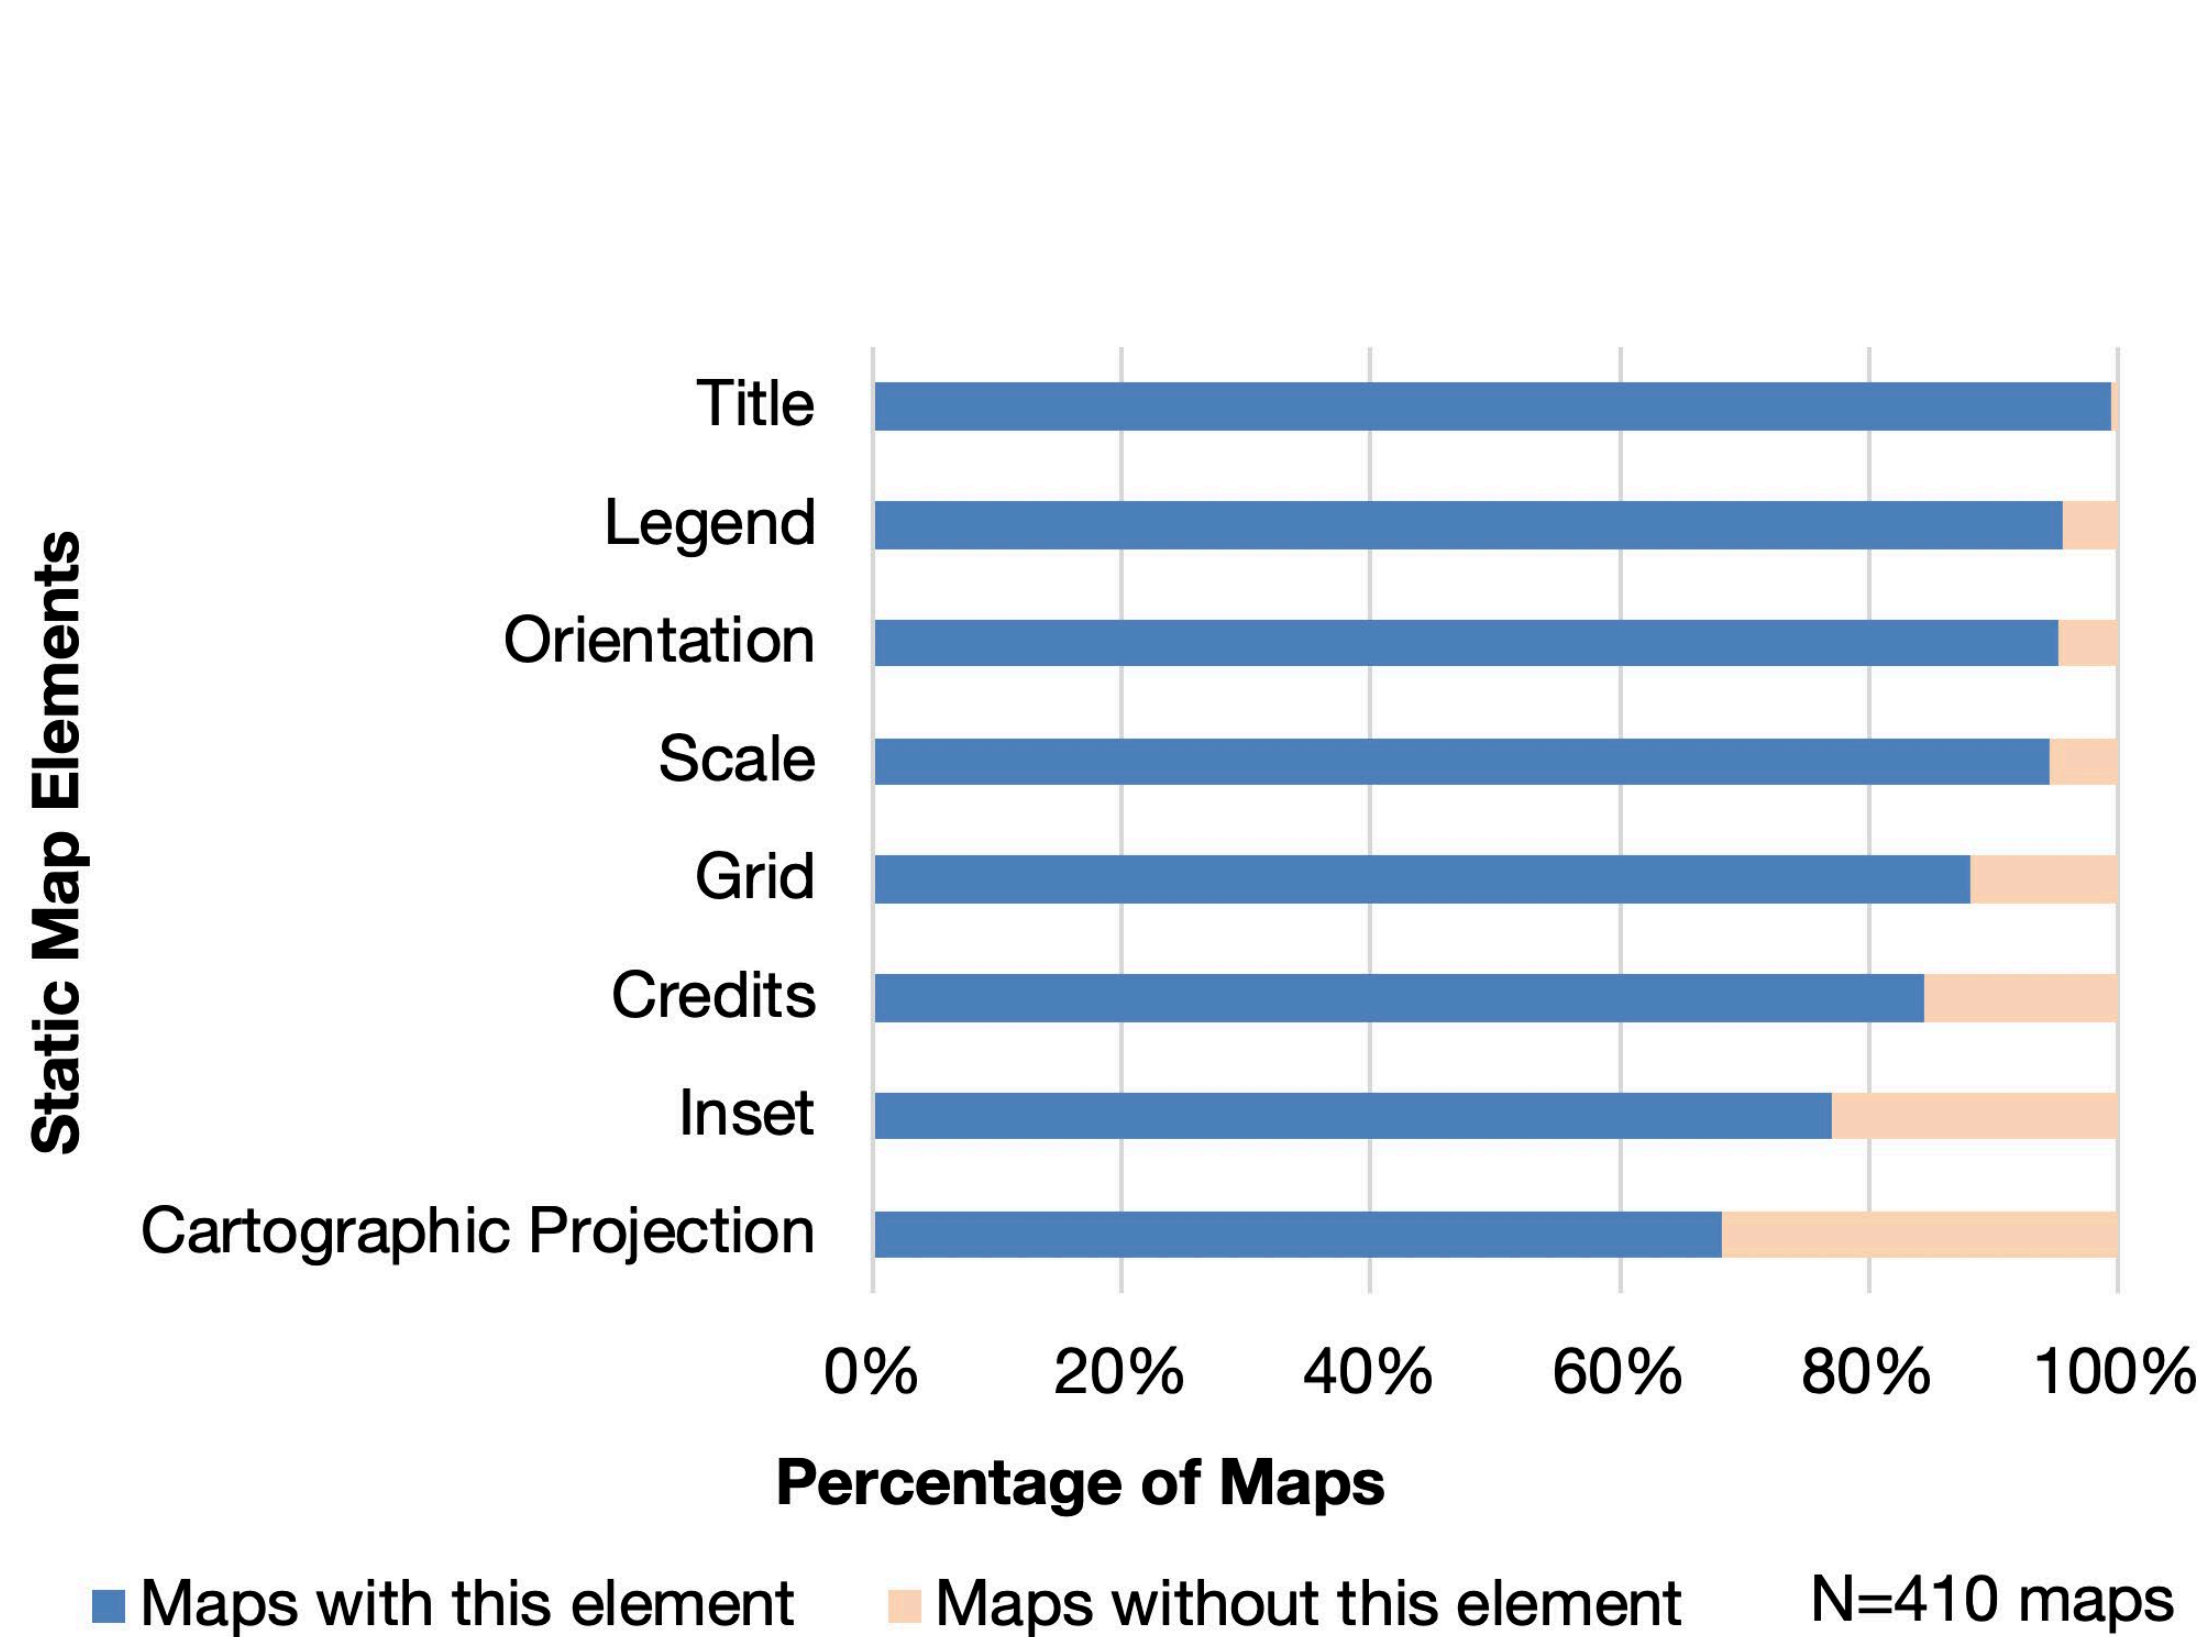 Static Map Elements
Title
Legend
Orientation
Scale
Grid
Credits
Inset
Cartographic Projection
0% 20% 40% 60% 80% 100%
Percentage of Maps
Maps with this element Maps without this element N=410 maps